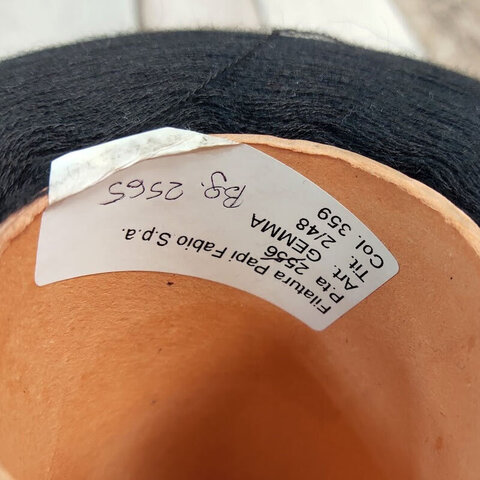 Filatura Papi Fabio S.p.a.
P.ta 2556
Art. GEMMA
Tit. 2/48
Col. 359
Bg. 2565